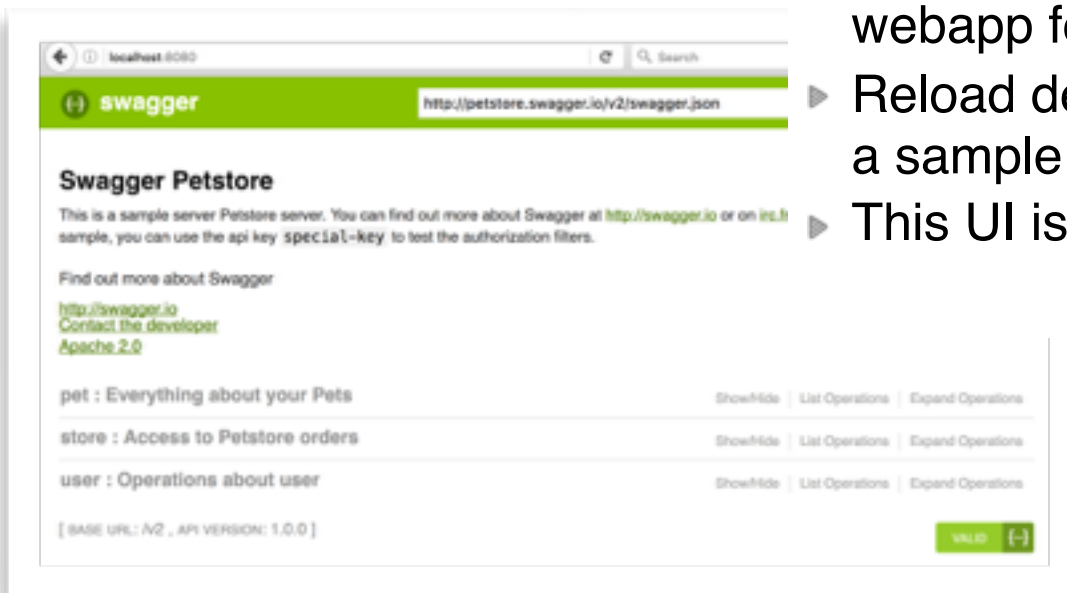 webapp fo
Reload de
a sample
This UI is
localhost:8080
Search
swagger
http://petstore.swagger.io/v2/swagger.json
Swagger Petstore
This is a sample server Petstore server. You can find out more about Swagger at http://swagger.io or on irc.fr
sample, you can use the api key special-key to test the authorization filters.
Find out more about Swagger
http://swagger.io
Contact the developer
Apache 2.0
pet : Everything about your Pets
Show/Hide | List Operations | Expand Operations
store : Access to Petstore orders
Show/Hide | List Operations | Expand Operations
user : Operations about user
Show/Hide | List Operations | Expand Operations
[ BASE URL: /v2 , API VERSION: 1.0.0 ]
VALID {-}